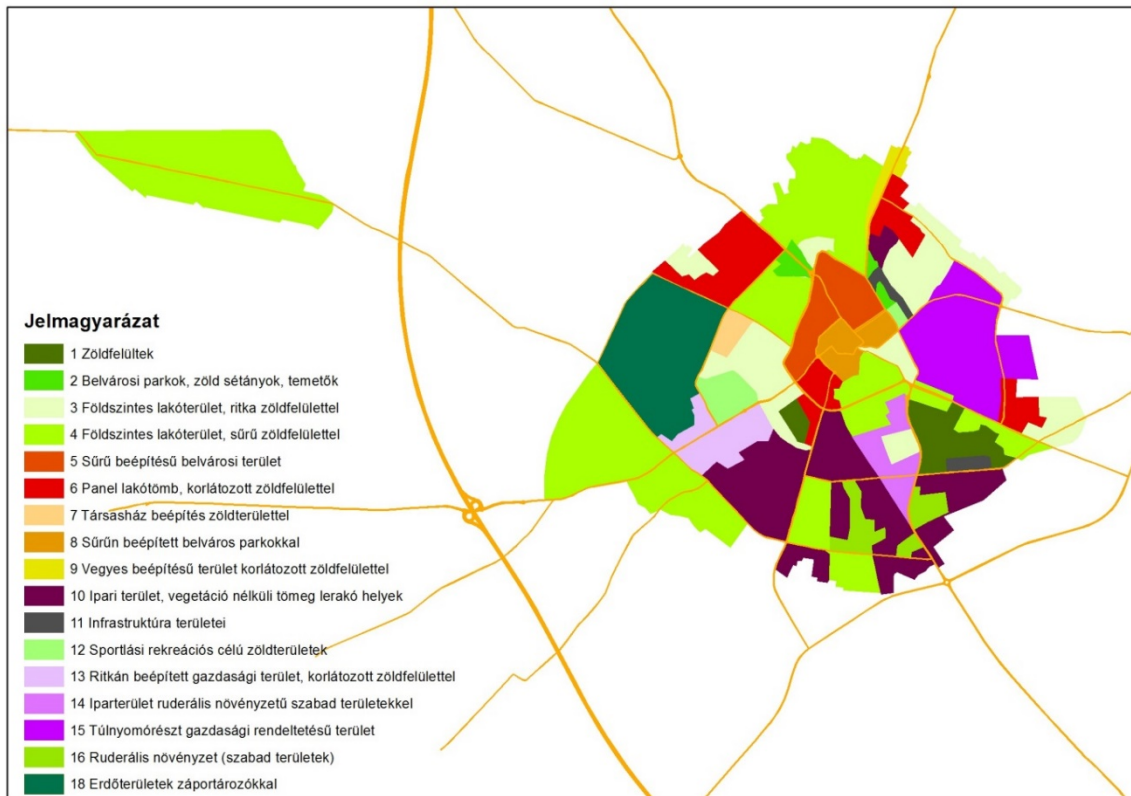 Jelmagyarázat
1 Zöldfelültek
2 Belvárosi parkok, zöld sétányok, temetők
3 Földszintes lakóterület, ritka zöldfelülettel
4 Földszintes lakóterület, sűrű zöldfelülettel
5 Sűrű beépítésű belvárosi terület
6 Panel lakótömb, korlátozott zöldfelülettel
7 Társasház beépítés zöldterülettel
8 Sűrűn beépített belváros parkokkal
9 Vegyes beépítésű terület korlátozott zöldfelülettel
10 Ipari terület, vegetáció nélküli tömeg lerakó helyek
11 Infrastruktúra területei
12 Sportlási rekreációs célú zöldterületek
13 Ritkán beépített gazdasági terület, korlátozott zöldfelülettel
14 Iparterület ruderális növényzetű szabad területekkel
15 Túlnyomórészt gazdasági rendeltetésű terület
16 Ruderális növényzet (szabad területek)
18 Erdőterületek záportározókkal